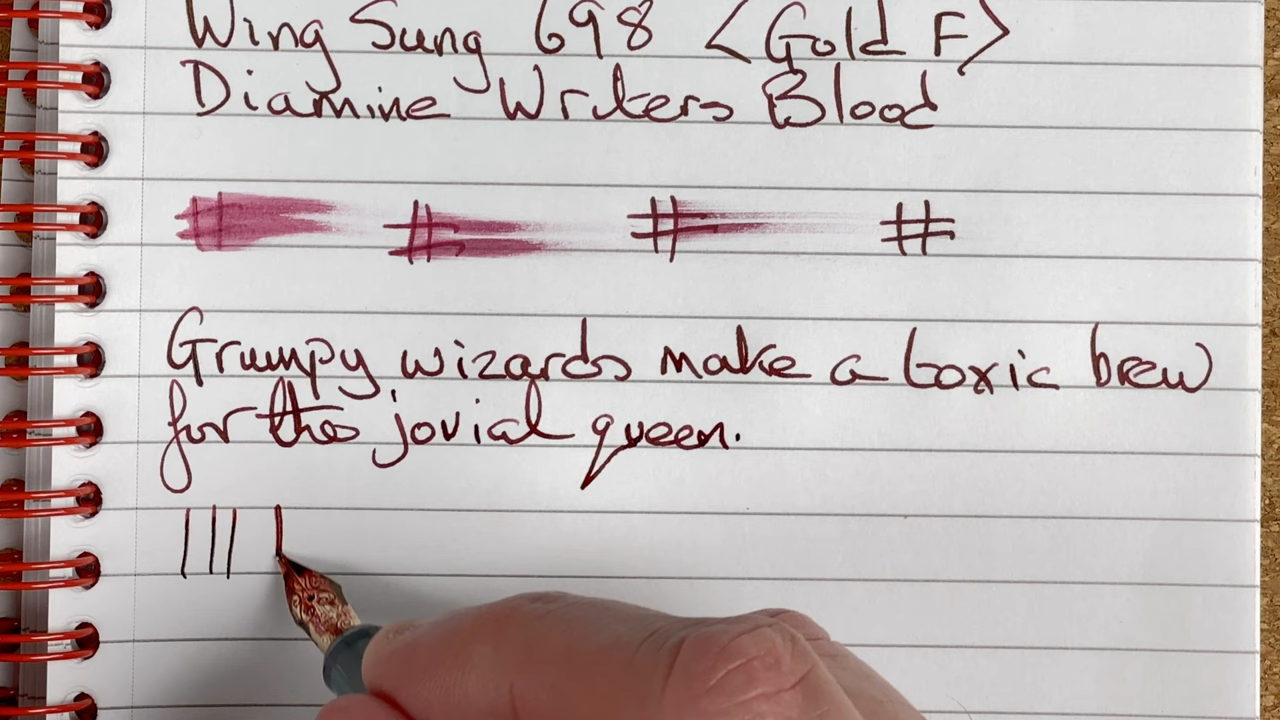 Wing Sung 698 <Gold F>
Diamine Writers Blood
# # # #
Grumpy wizards make a toxic brew
for the jovial queen.